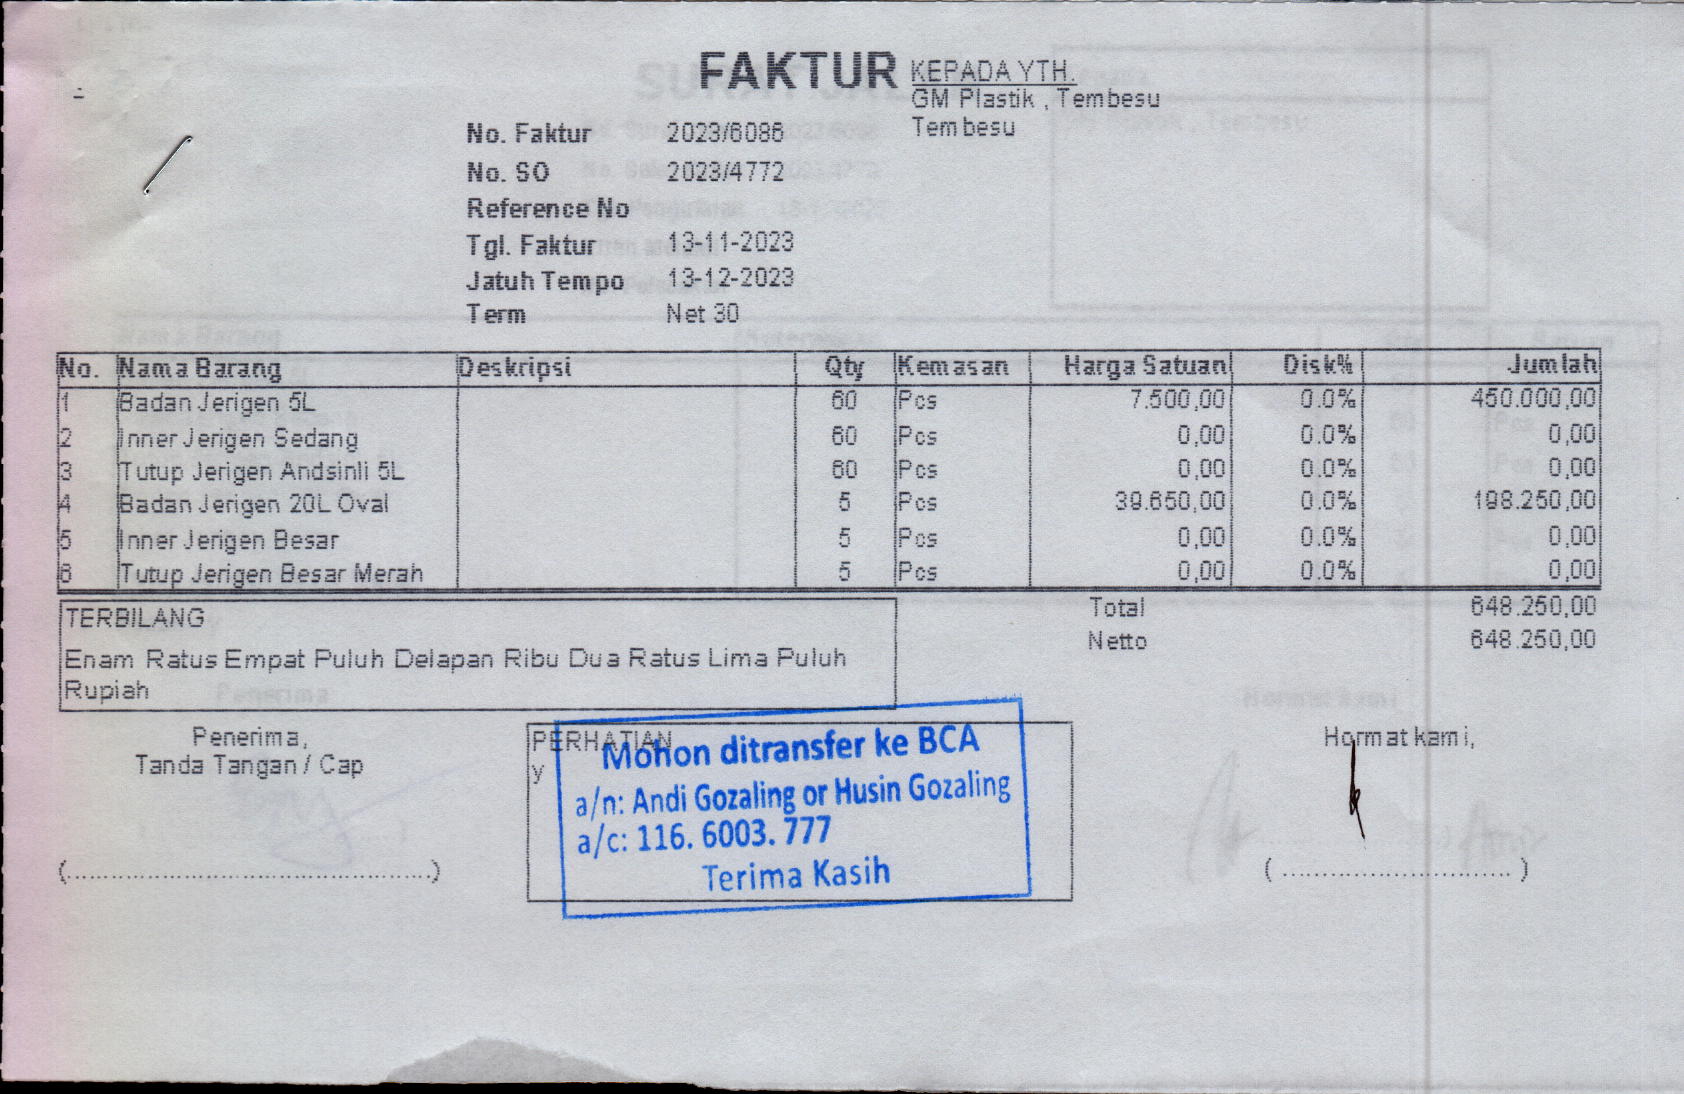 FAKTUR
KEPADA YTH.
GM Plastik , Tembesu
Tembesu
No. Faktur 2023/6086
No. SO 2023/4772
Reference No
Tgl. Faktur 13-11-2023
Jatuh Tempo 13-12-2023
Term Net 30
No. Nama Barang Deskripsi Qty Kemasan Harga Satuan Disk% Jumlah
1 Badan Jerigen 5L 60 Pcs 7.500,00 0.0% 450.000,00
2 Inner Jerigen Sedang 60 Pcs 0,00 0.0% 0,00
3 Tutup Jerigen Andsinli 5L 60 Pcs 0,00 0.0% 0,00
4 Badan Jerigen 20L Oval 5 Pcs 39.650,00 0.0% 198.250,00
5 Inner Jerigen Besar 5 Pcs 0,00 0.0% 0,00
6 Tutup Jerigen Besar Merah 5 Pcs 0,00 0.0% 0,00
Total 648.250,00
Netto 648.250,00
TERBILANG
Enam Ratus Empat Puluh Delapan Ribu Dua Ratus Lima Puluh
Rupiah
Penerima,
Tanda Tangan / Cap
(................................................)
PERHATIAN
y
Mohon ditransfer ke BCA
a/n: Andi Gozaling or Husin Gozaling
a/c: 116. 6003. 777
Terima Kasih
Hormat kami,
( .............................. )